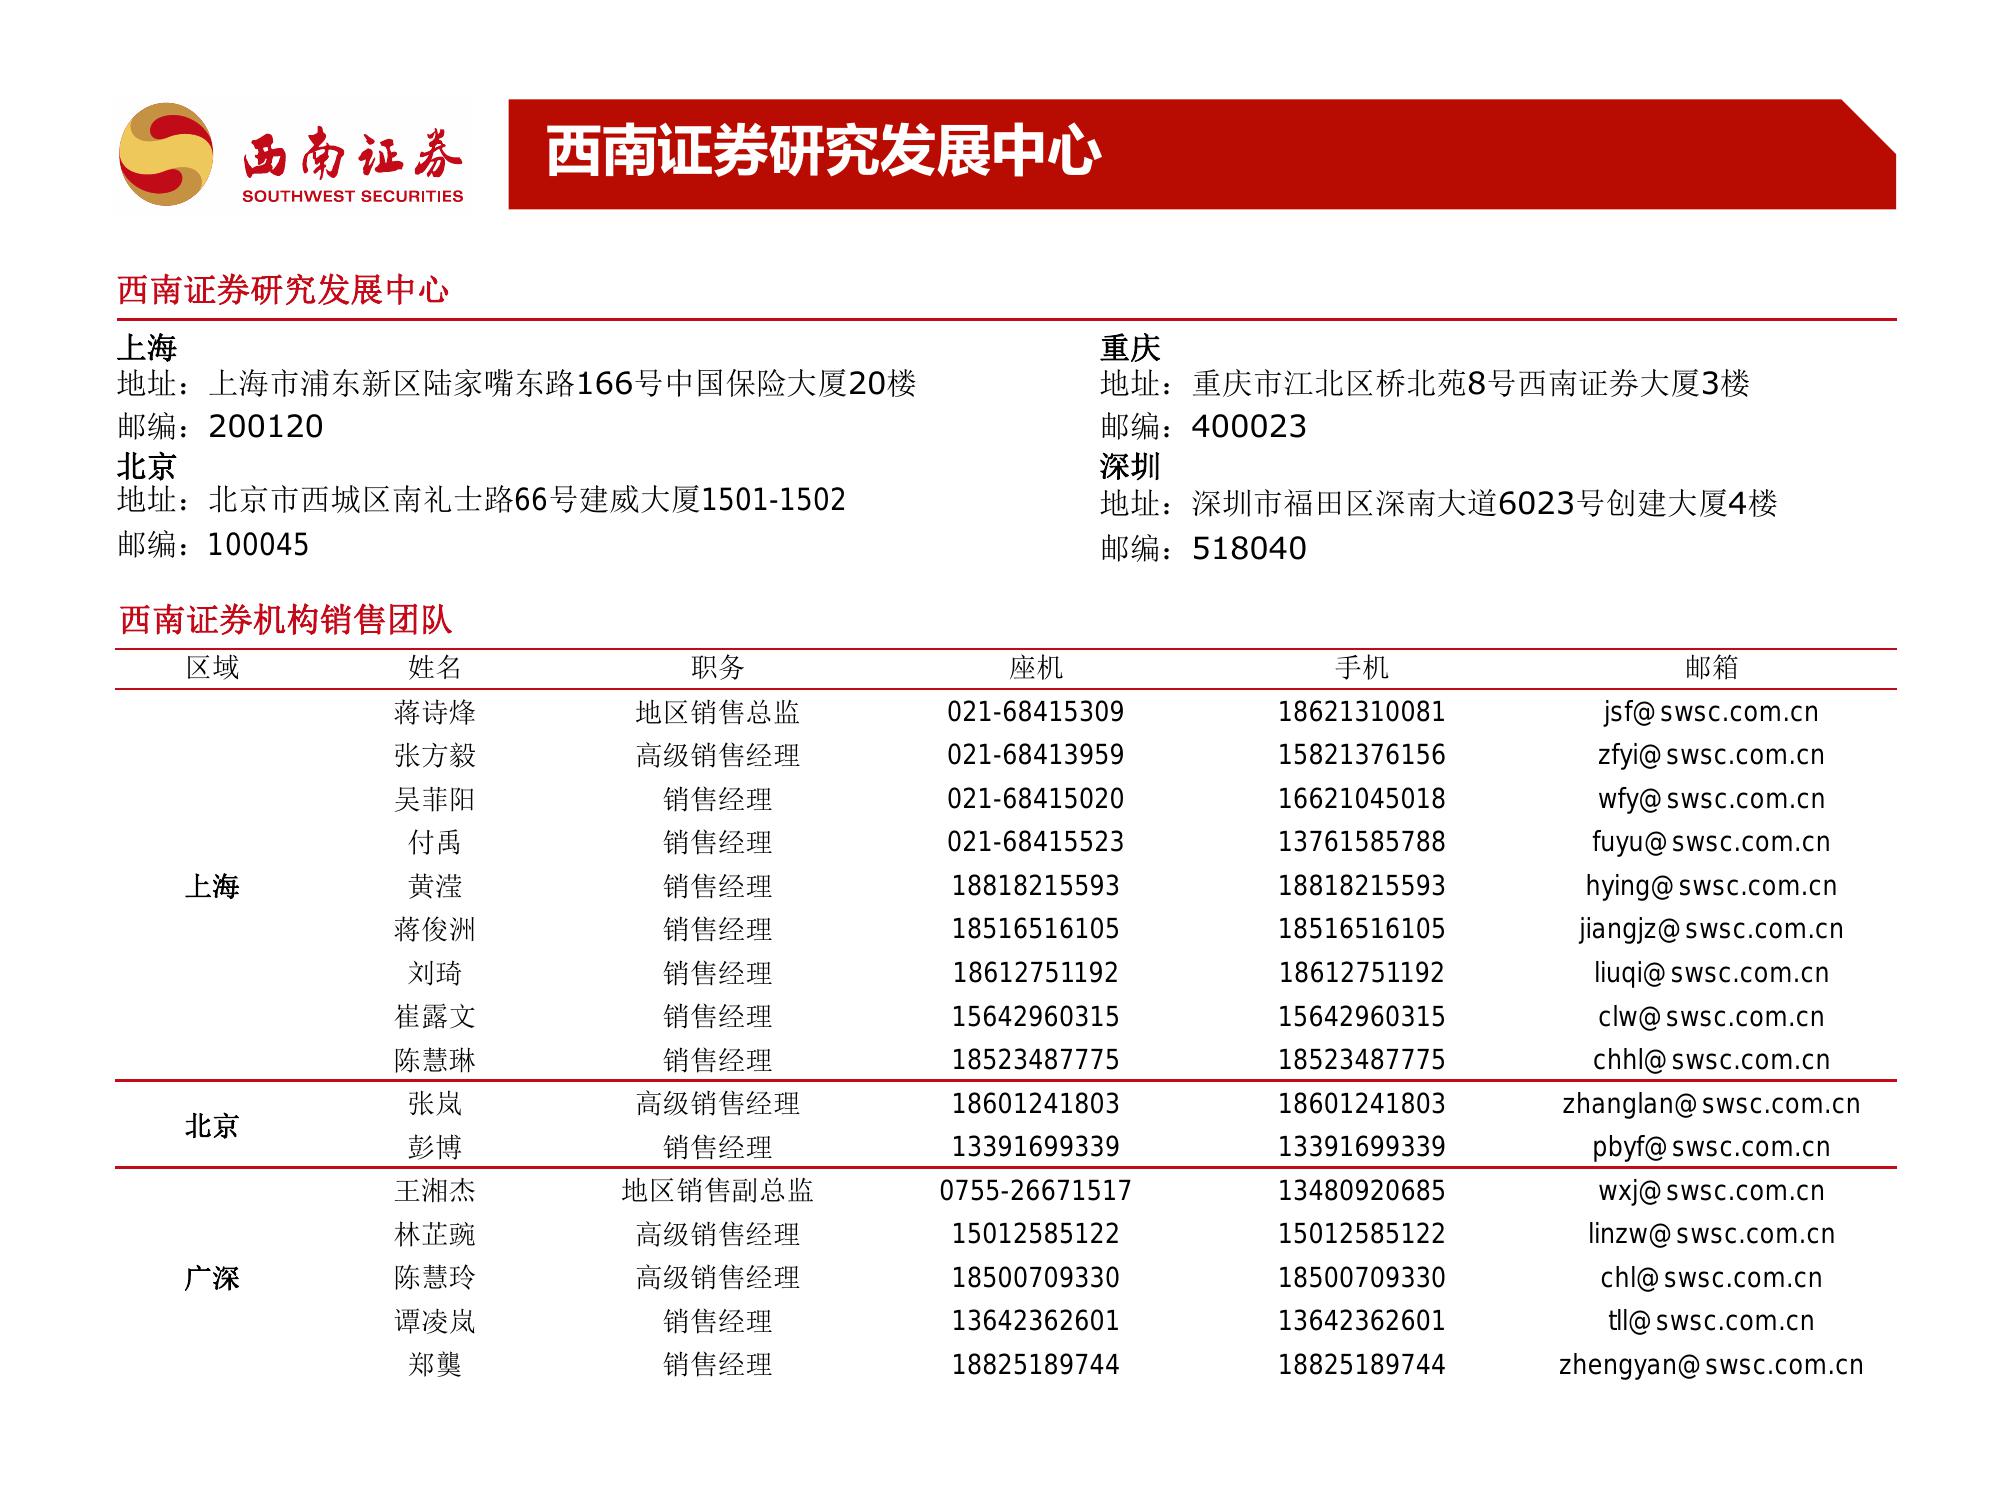 西南证券
SOUTHWEST SECURITIES
西南证券研究发展中心
西南证券研究发展中心
上海
地址：上海市浦东新区陆家嘴东路166号中国保险大厦20楼
邮编：200120
北京
地址：北京市西城区南礼士路66号建威大厦1501-1502
邮编：100045
重庆
地址：重庆市江北区桥北苑8号西南证券大厦3楼
邮编：400023
深圳
地址：深圳市福田区深南大道6023号创建大厦4楼
邮编：518040
西南证券机构销售团队
区域 姓名 职务 座机 手机 邮箱
上海
蒋诗烽 地区销售总监 021-68415309 18621310081 jsf@swsc.com.cn
张方毅 高级销售经理 021-68413959 15821376156 zfyi@swsc.com.cn
吴菲阳 销售经理 021-68415020 16621045018 wfy@swsc.com.cn
付禹 销售经理 021-68415523 13761585788 fuyu@swsc.com.cn
黄滢 销售经理 18818215593 18818215593 hying@swsc.com.cn
蒋俊洲 销售经理 18516516105 18516516105 jiangjz@swsc.com.cn
刘琦 销售经理 18612751192 18612751192 liuqi@swsc.com.cn
崔露文 销售经理 15642960315 15642960315 clw@swsc.com.cn
陈慧琳 销售经理 18523487775 18523487775 chhl@swsc.com.cn
北京
张岚 高级销售经理 18601241803 18601241803 zhanglan@swsc.com.cn
彭博 销售经理 13391699339 13391699339 pbyf@swsc.com.cn
广深
王湘杰 地区销售副总监 0755-26671517 13480920685 wxj@swsc.com.cn
林芷豌 高级销售经理 15012585122 15012585122 linzw@swsc.com.cn
陈慧玲 高级销售经理 18500709330 18500709330 chl@swsc.com.cn
谭凌岚 销售经理 13642362601 13642362601 tll@swsc.com.cn
郑龑 销售经理 18825189744 18825189744 zhengyan@swsc.com.cn